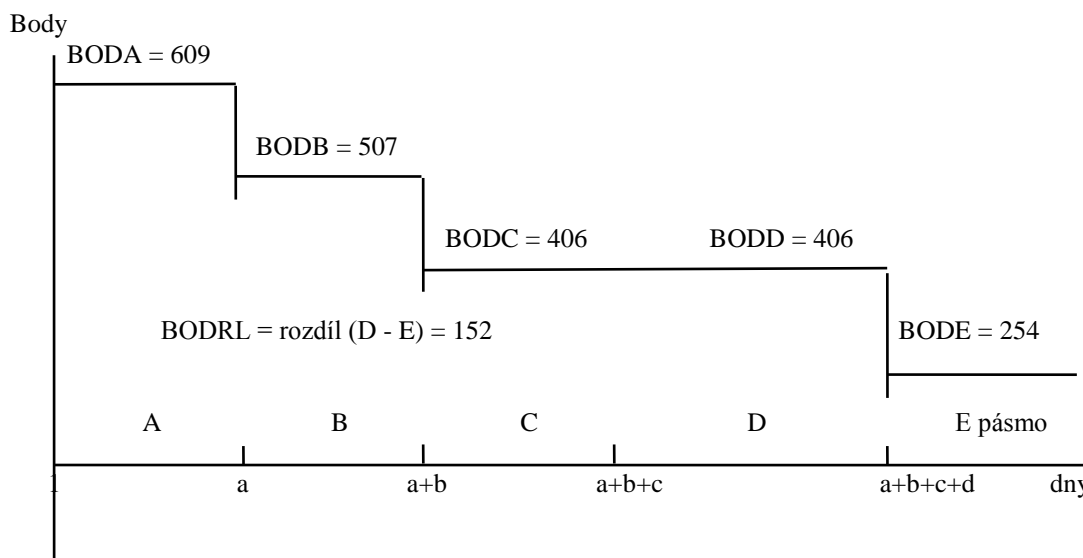 Body
BODA = 609
BODB = 507
BODC = 406 BODD = 406
BODRL = rozdíl (D - E) = 152 BODE = 254
A B C D E pásmo
1 a a+b a+b+c a+b+c+d dny